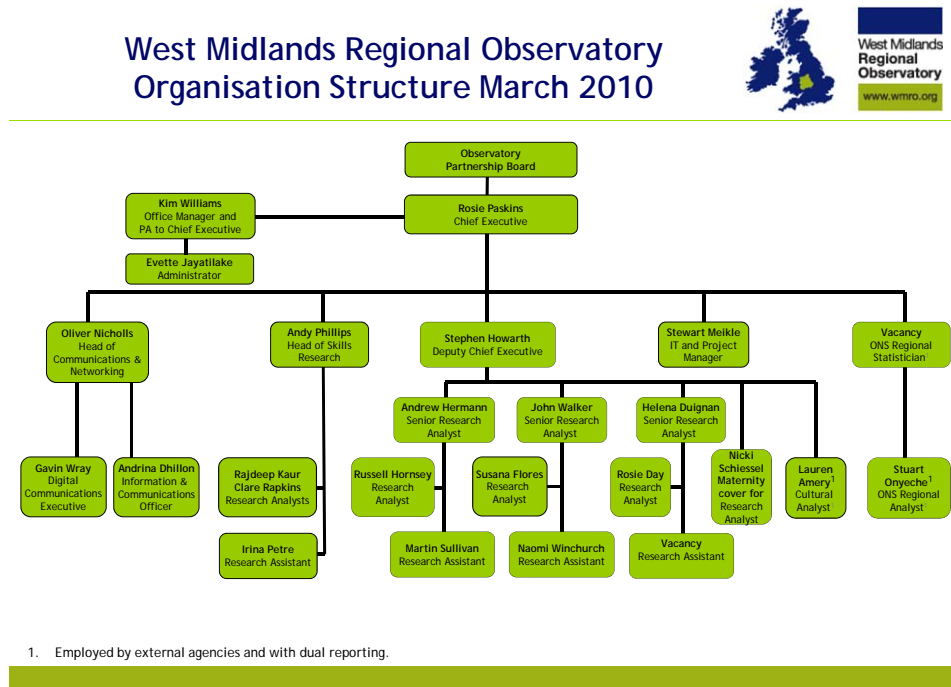 West Midlands Regional Observatory
Organisation Structure March 2010
West Midlands
Regional
Observatory
www.wmro.org
Observatory
Partnership Board
Kim Williams
Office Manager and
PA to Chief Executive
Rosie Paskins
Chief Executive
Evette Jayatilake
Administrator
Oliver Nicholls
Head of
Communications &
Networking
Andy Phillips
Head of Skills
Research
Stephen Howarth
Deputy Chief Executive
Stewart Meikle
IT and Project
Manager
Vacancy
ONS Regional
Statistician¹
Andrew Hermann
Senior Research
Analyst
John Walker
Senior Research
Analyst
Helena Duignan
Senior Research
Analyst
Gavin Wray
Digital
Communications
Executive
Andrina Dhillon
Information &
Communications
Officer
Rajdeep Kaur
Clare Rapkins
Research Analysts
Russell Hornsey
Research
Analyst
Susana Flores
Research
Analyst
Rosie Day
Research
Analyst
Nicki
Schiessel
Maternity
cover for
Research
Analyst
Lauren
Amery¹
Cultural
Analyst¹
Stuart
Onyeche¹
ONS Regional
Analyst¹
Irina Petre
Research Assistant
Martin Sullivan
Research Assistant
Naomi Winchurch
Research Assistant
Vacancy
Research Assistant
1. Employed by external agencies and with dual reporting.